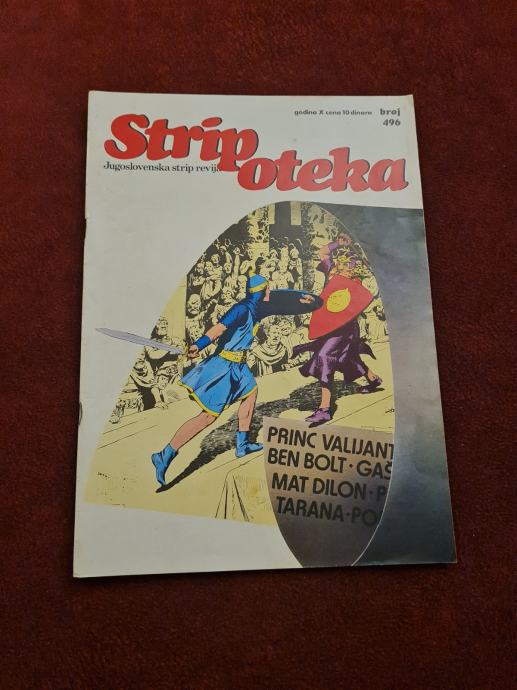 godina X cena 10 dinara broj
496
Strip
oteka
Jugoslovenska strip revija
PRINC VALIJANT
BEN BOLT · GAŠ
MAT DILON · P
TARANA · PO